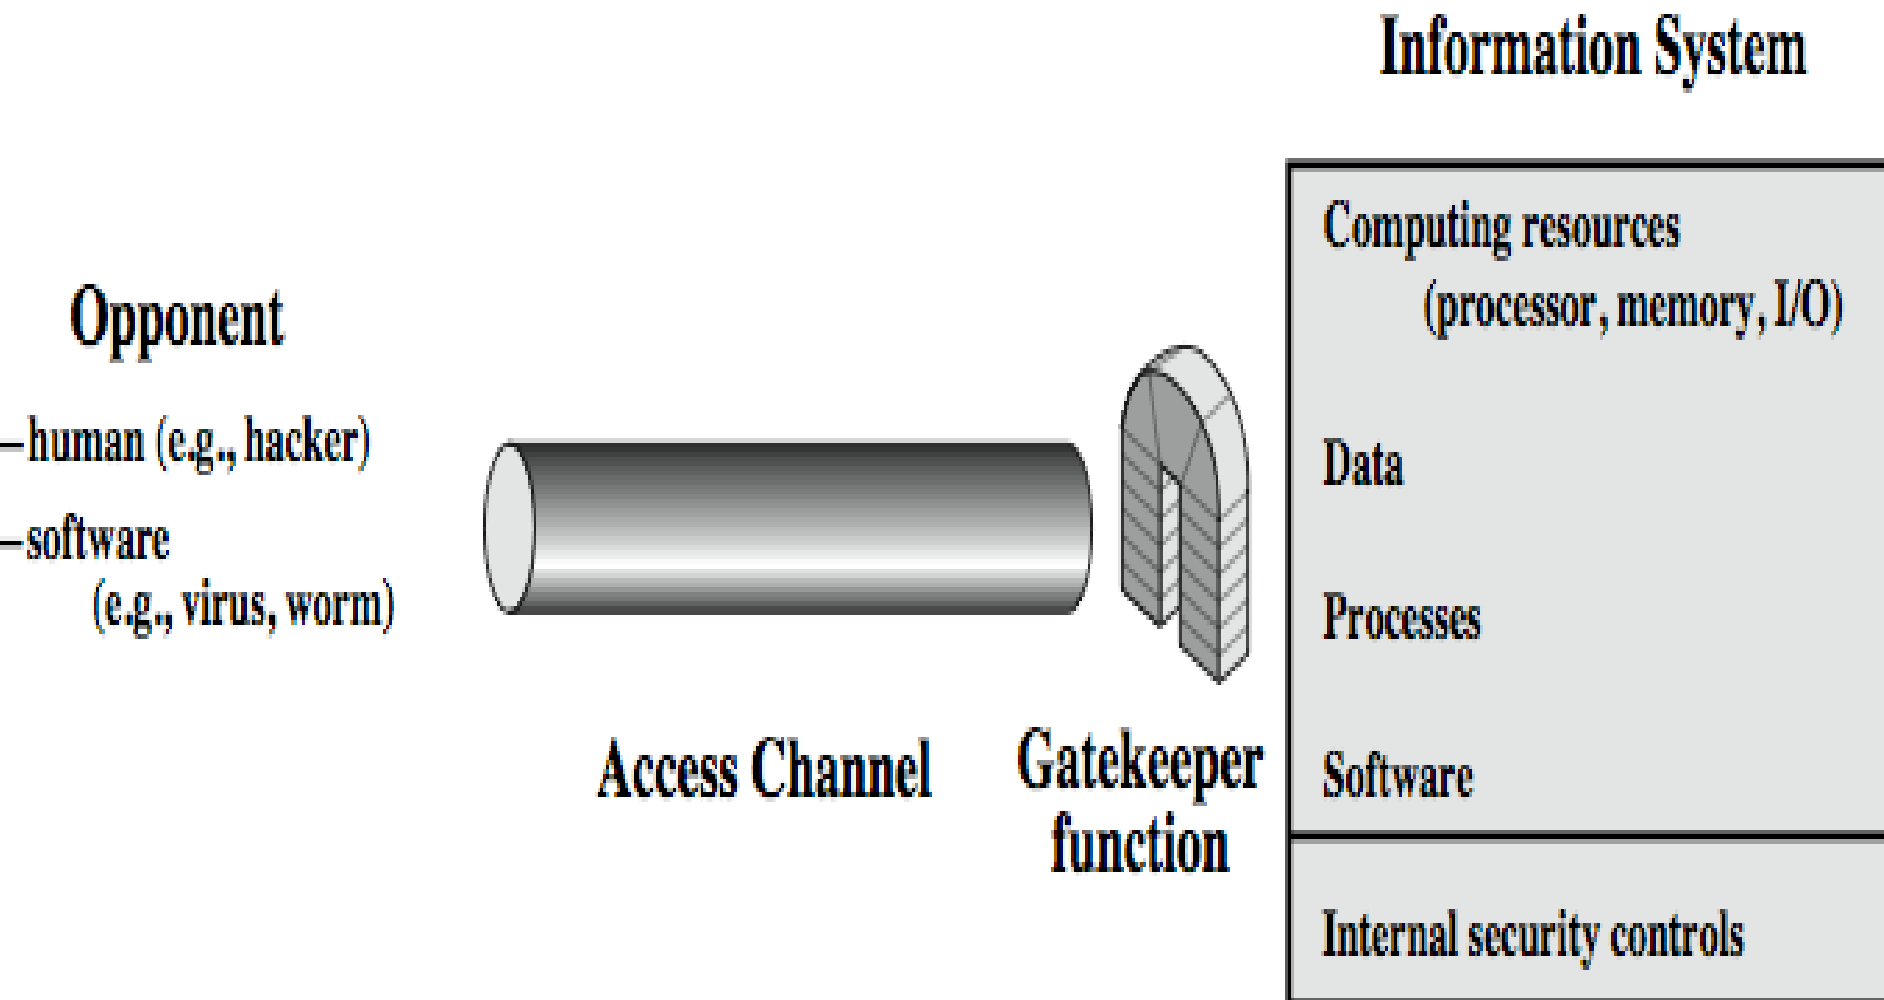 Information System
Opponent
–human (e.g., hacker)
–software
(e.g., virus, worm)
Access Channel
Gatekeeper
function
Computing resources
(processor, memory, I/O)
Data
Processes
Software
Internal security controls